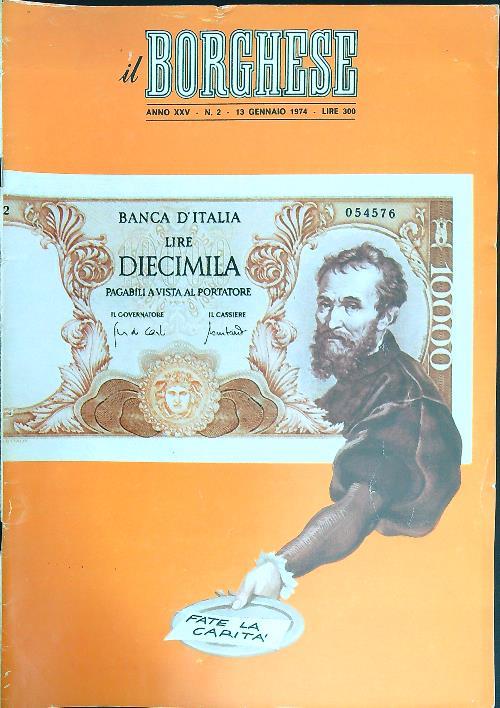 il BORGHESE
ANNO XXV - N. 2 - 13 GENNAIO 1974 - LIRE 300
2
054576
BANCA D'ITALIA
LIRE
DIECIMILA
PAGABILI A VISTA AL PORTATORE
IL GOVERNATORE IL CASSIERE
10000
FATE LA
CARITA'